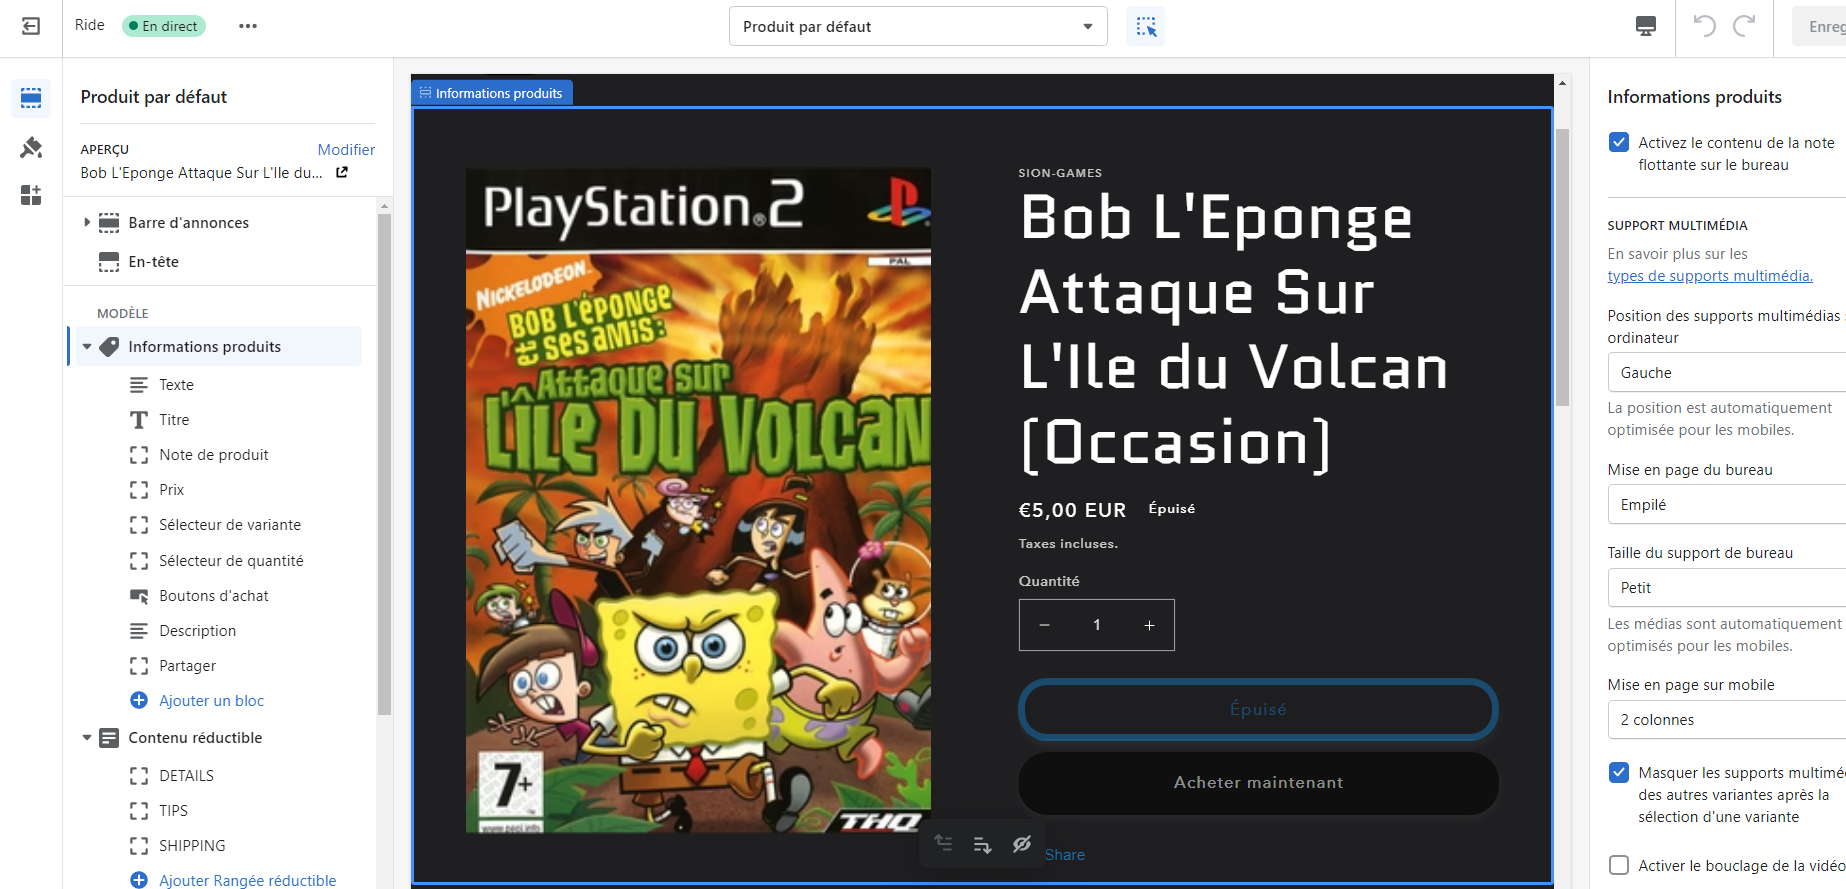 Ride
En direct
Produit par défaut
Enreg
Produit par défaut
APERÇU
Modifier
Bob L'Eponge Attaque Sur L'Ile du...
Barre d'annonces
En-tête
MODÈLE
Informations produits
Texte
Titre
Note de produit
Prix
Sélecteur de variante
Sélecteur de quantité
Boutons d'achat
Description
Partager
Ajouter un bloc
Contenu réductible
DETAILS
TIPS
SHIPPING
Ajouter Rangée réductible
Informations produits
PlayStation®2
PAL
NICKELODEON
BOB L'ÉPONGE
et ses amis:
Attaque sur
L'ÎLE DU VOLCAN
7+
www.pegi.info
THQ
SION-GAMES
Bob L'Eponge
Attaque Sur
L'Ile du Volcan
(Occasion)
€5,00 EUR Épuisé
Taxes incluses.
Quantité
− 1 +
Épuisé
Acheter maintenant
Share
Informations produits
Activez le contenu de la note
flottante sur le bureau
SUPPORT MULTIMÉDIA
En savoir plus sur les
types de supports multimédia.
Position des supports multimédias s
ordinateur
Gauche
La position est automatiquement
optimisée pour les mobiles.
Mise en page du bureau
Empilé
Taille du support de bureau
Petit
Les médias sont automatiquement
optimisés pour les mobiles.
Mise en page sur mobile
2 colonnes
Masquer les supports multimé
des autres variantes après la
sélection d'une variante
Activer le bouclage de la vidéo